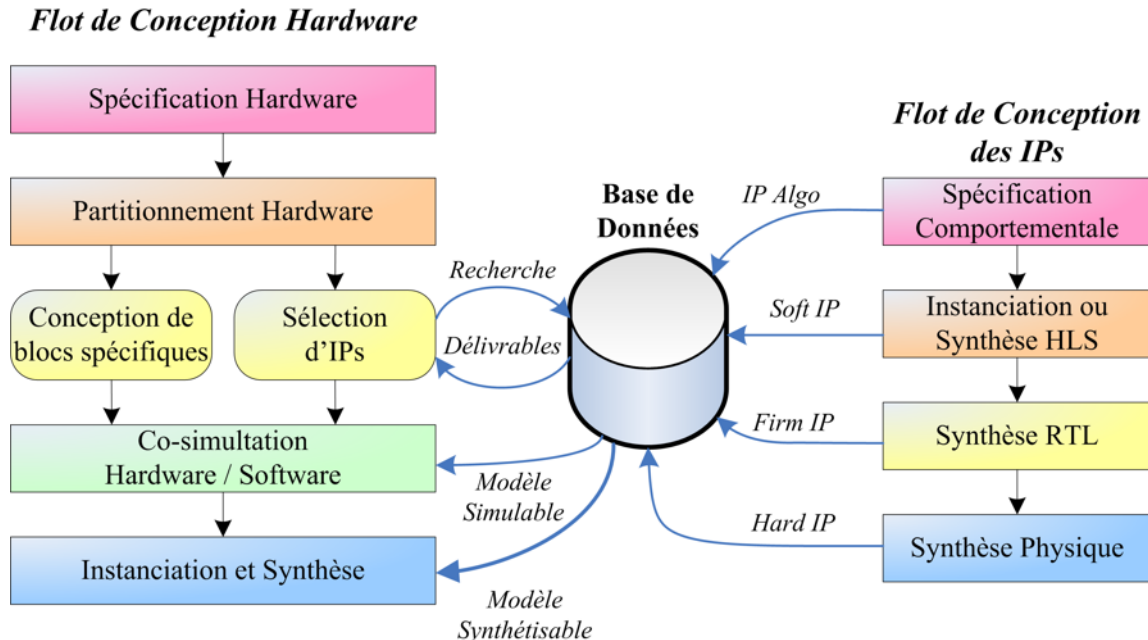 Flot de Conception Hardware
Spécification Hardware
Partitionnement Hardware
Conception de
blocs spécifiques
Sélection
d'IPs
Co-simultation
Hardware / Software
Instanciation et Synthèse
Recherche
Délivrables
Modèle
Simulable
Modèle
Synthétisable
Base de
Données
IP Algo
Soft IP
Firm IP
Hard IP
Flot de Conception
des IPs
Spécification
Comportementale
Instanciation ou
Synthèse HLS
Synthèse RTL
Synthèse Physique